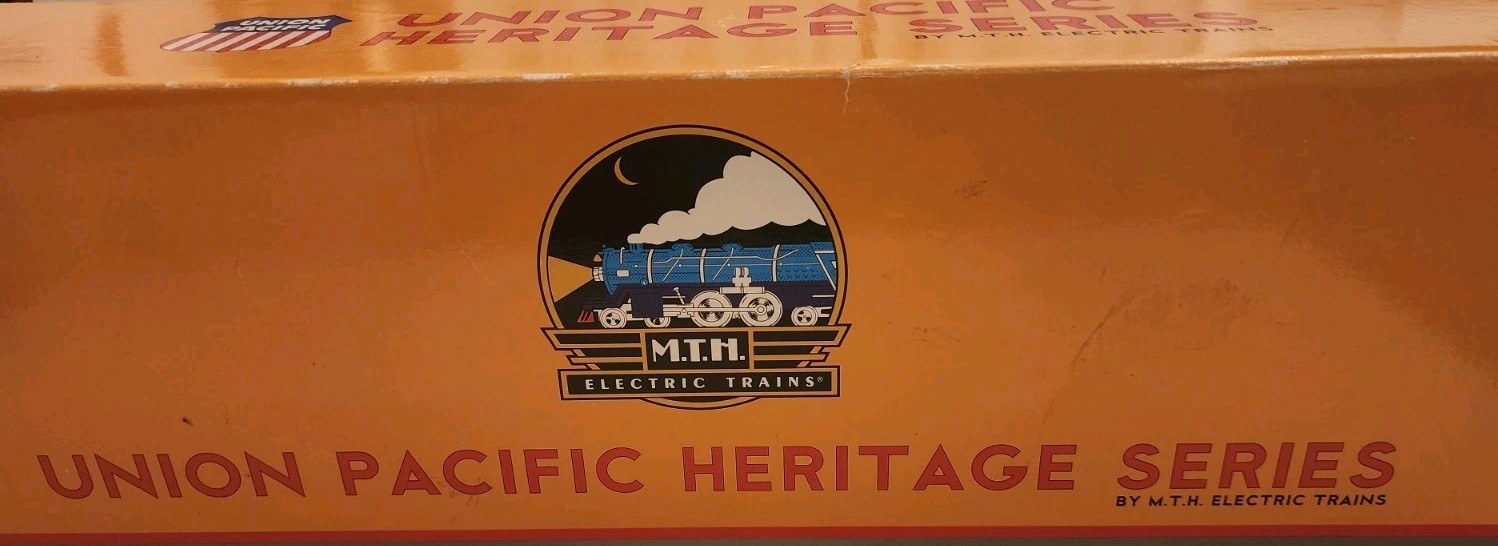 UNION PACIFIC
UNION PACIFIC
HERITAGE SERIES
BY M.T.H. ELECTRIC TRAINS
M.T.H.
ELECTRIC TRAINS®
UNION PACIFIC HERITAGE SERIES
BY M.T.H. ELECTRIC TRAINS